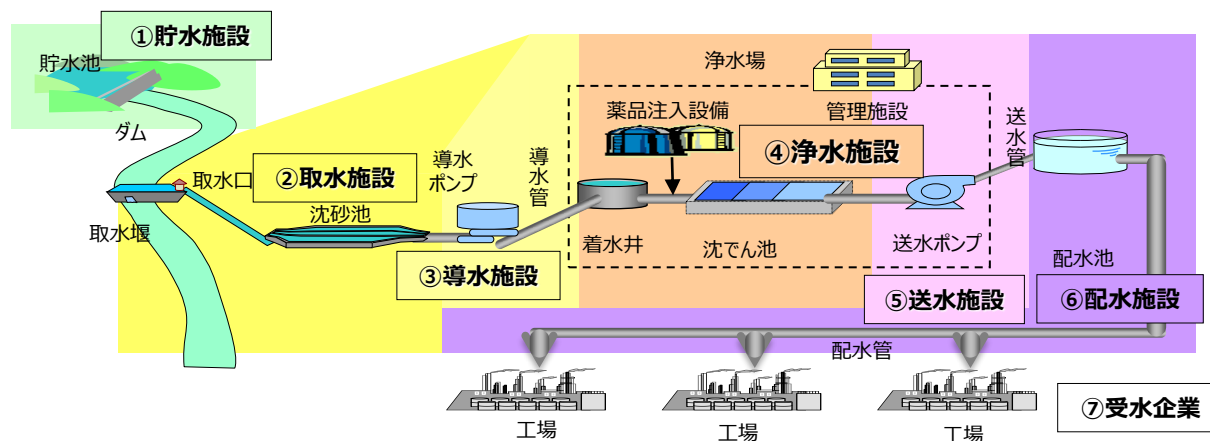 ①貯水施設
貯水池
ダム
取水口
取水堰
②取水施設
沈砂池
導水
ポンプ
導水管
③導水施設
浄水場
薬品注入設備
管理施設
④浄水施設
着水井
沈でん池
送水ポンプ
送水管
⑤送水施設
配水池
⑥配水施設
配水管
工場
工場
工場
⑦受水企業